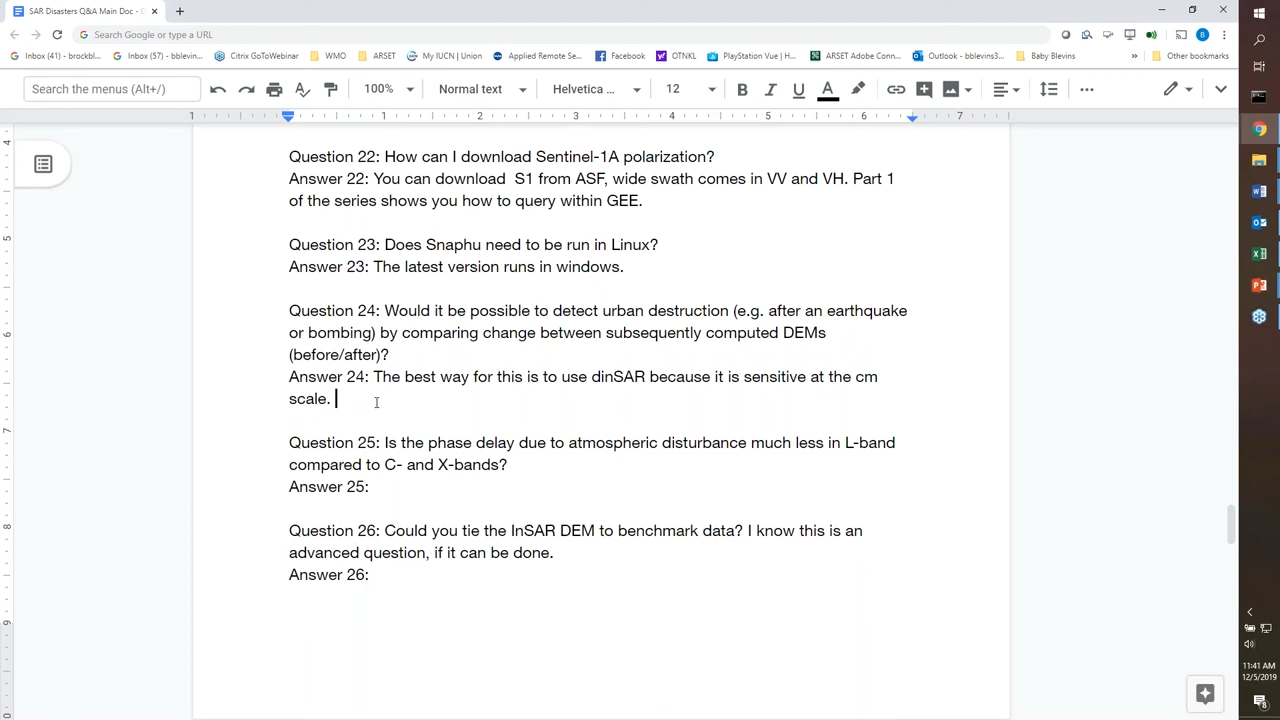 SAR Disasters Q&A Main Doc - G
Search Google or type a URL
Inbox (41) - brockbl...
Inbox (57) - bblevin...
Citrix GoToWebinar
WMO
ARSET
My IUCN | Union
Applied Remote Se...
Facebook
OTNKL
PlayStation Vue | H...
ARSET Adobe Conn...
Outlook - bblevins3...
Baby Blevins
Other bookmarks
Search the menus (Alt+/)
100%
Normal text
Helvetica ...
12
Question 22: How can I download Sentinel-1A polarization?
Answer 22: You can download S1 from ASF, wide swath comes in VV and VH. Part 1
of the series shows you how to query within GEE.
Question 23: Does Snaphu need to be run in Linux?
Answer 23: The latest version runs in windows.
Question 24: Would it be possible to detect urban destruction (e.g. after an earthquake
or bombing) by comparing change between subsequently computed DEMs
(before/after)?
Answer 24: The best way for this is to use dinSAR because it is sensitive at the cm
scale.
Question 25: Is the phase delay due to atmospheric disturbance much less in L-band
compared to C- and X-bands?
Answer 25:
Question 26: Could you tie the InSAR DEM to benchmark data? I know this is an
advanced question, if it can be done.
Answer 26:
11:41 AM
12/5/2019